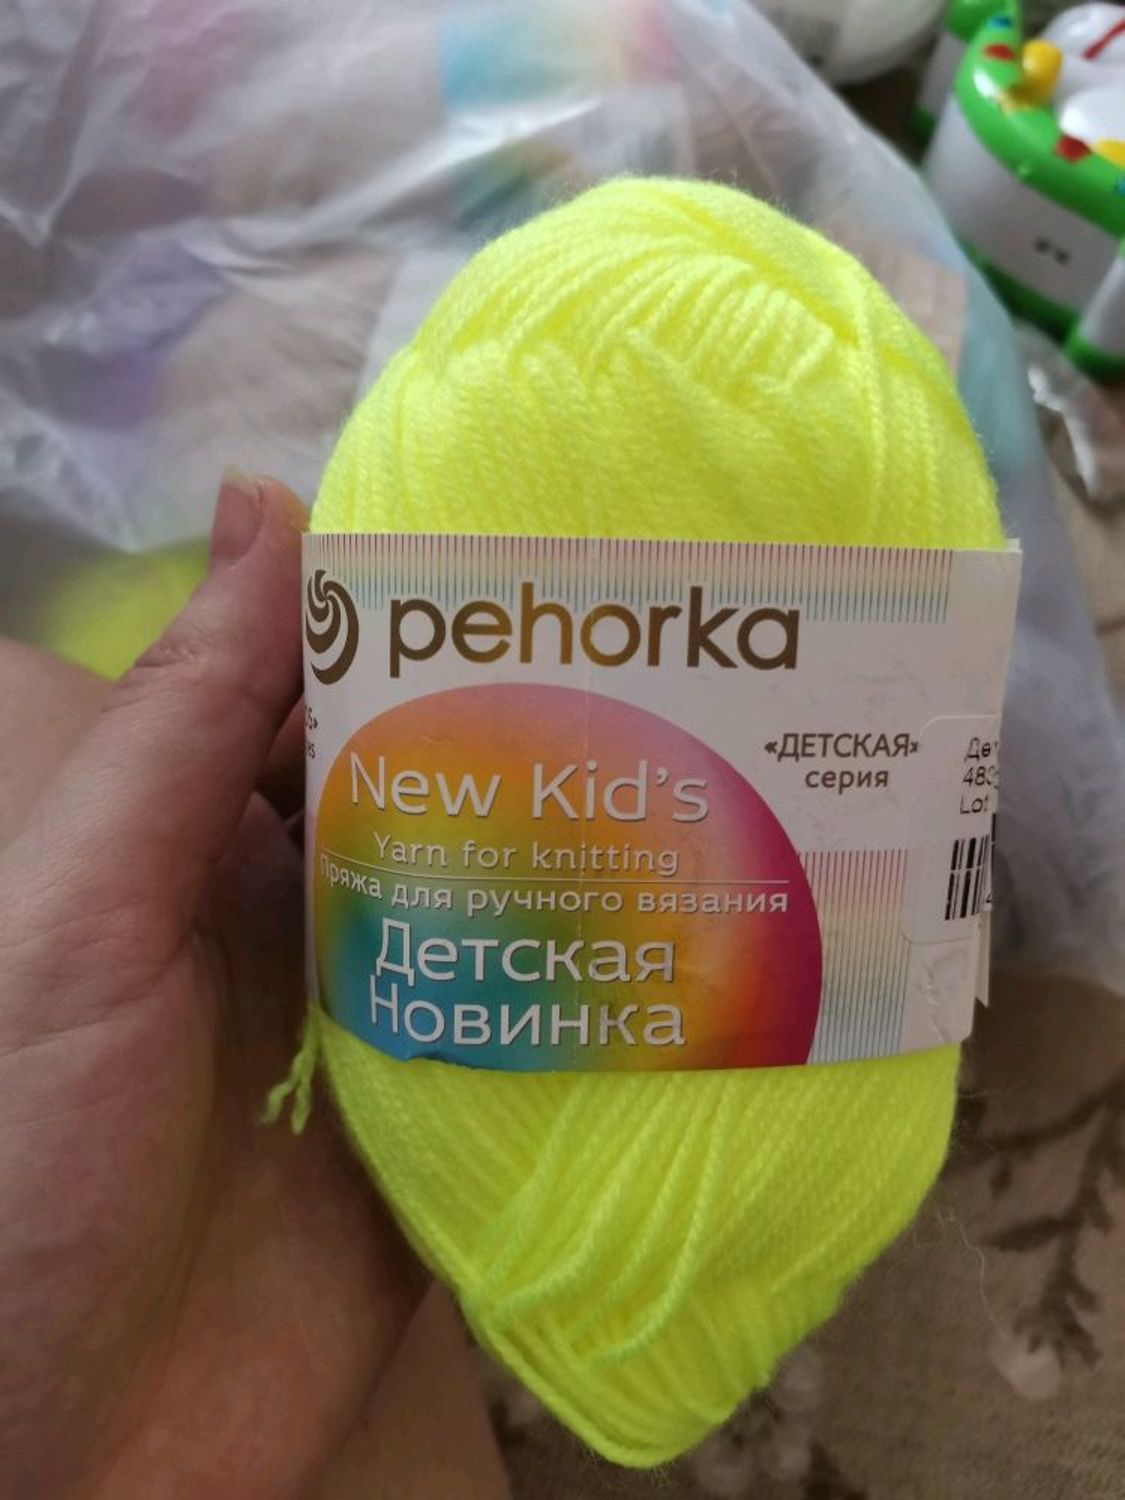 pehorka
New Kid's
Yarn for knitting
Пряжа для ручного вязания
Детская
Новинка
«ДЕТСКАЯ»
серия
Lot